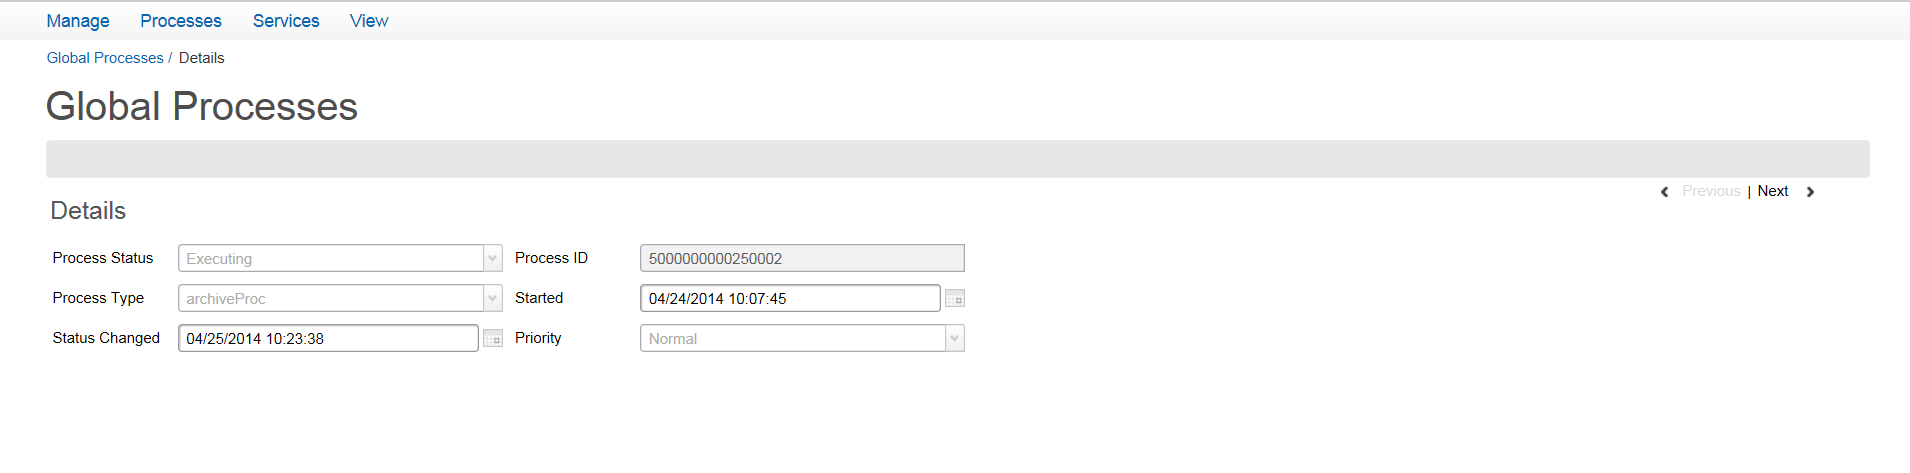 Manage Processes Services View
Global Processes / Details
Global Processes
Previous | Next
Details
Process Status Executing Process ID 5000000000250002
Process Type archiveProc Started 04/24/2014 10:07:45
Status Changed 04/25/2014 10:23:38 Priority Normal